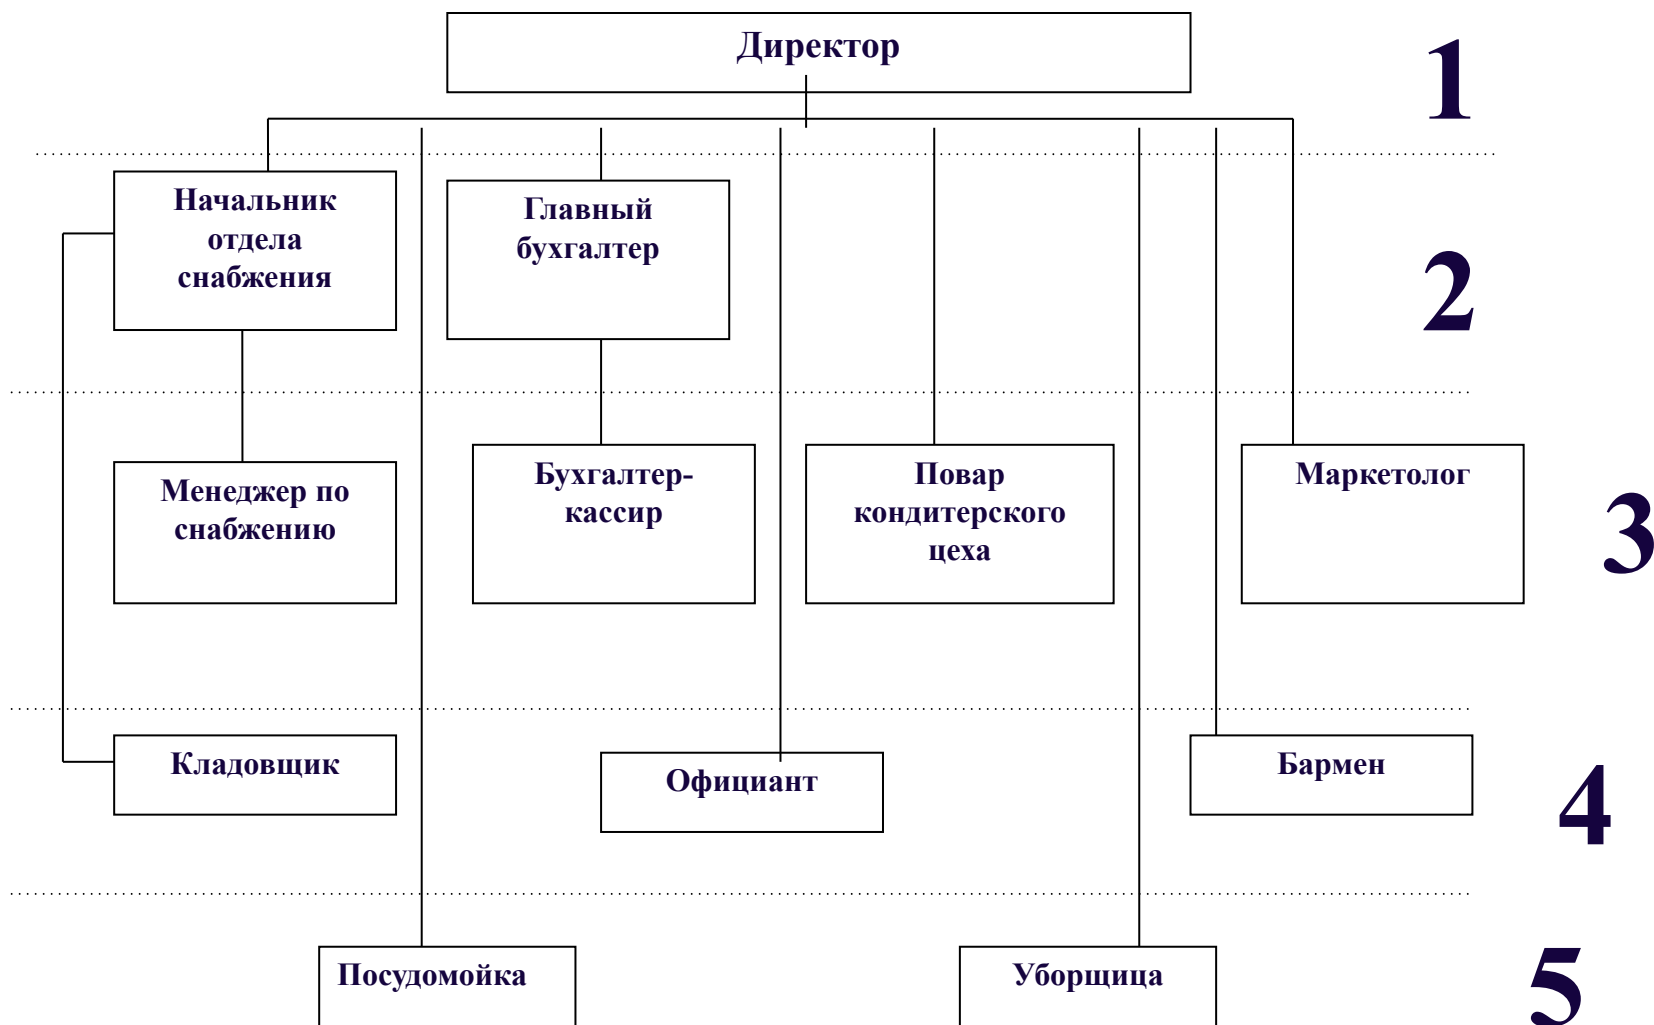 Директор
1
Начальник
отдела
снабжения
Главный
бухгалтер
2
Менеджер по
снабжению
Бухгалтер-
кассир
Повар
кондитерского
цеха
Маркетолог
3
Кладовщик
Официант
Бармен
4
Посудомойка
Уборщица
5